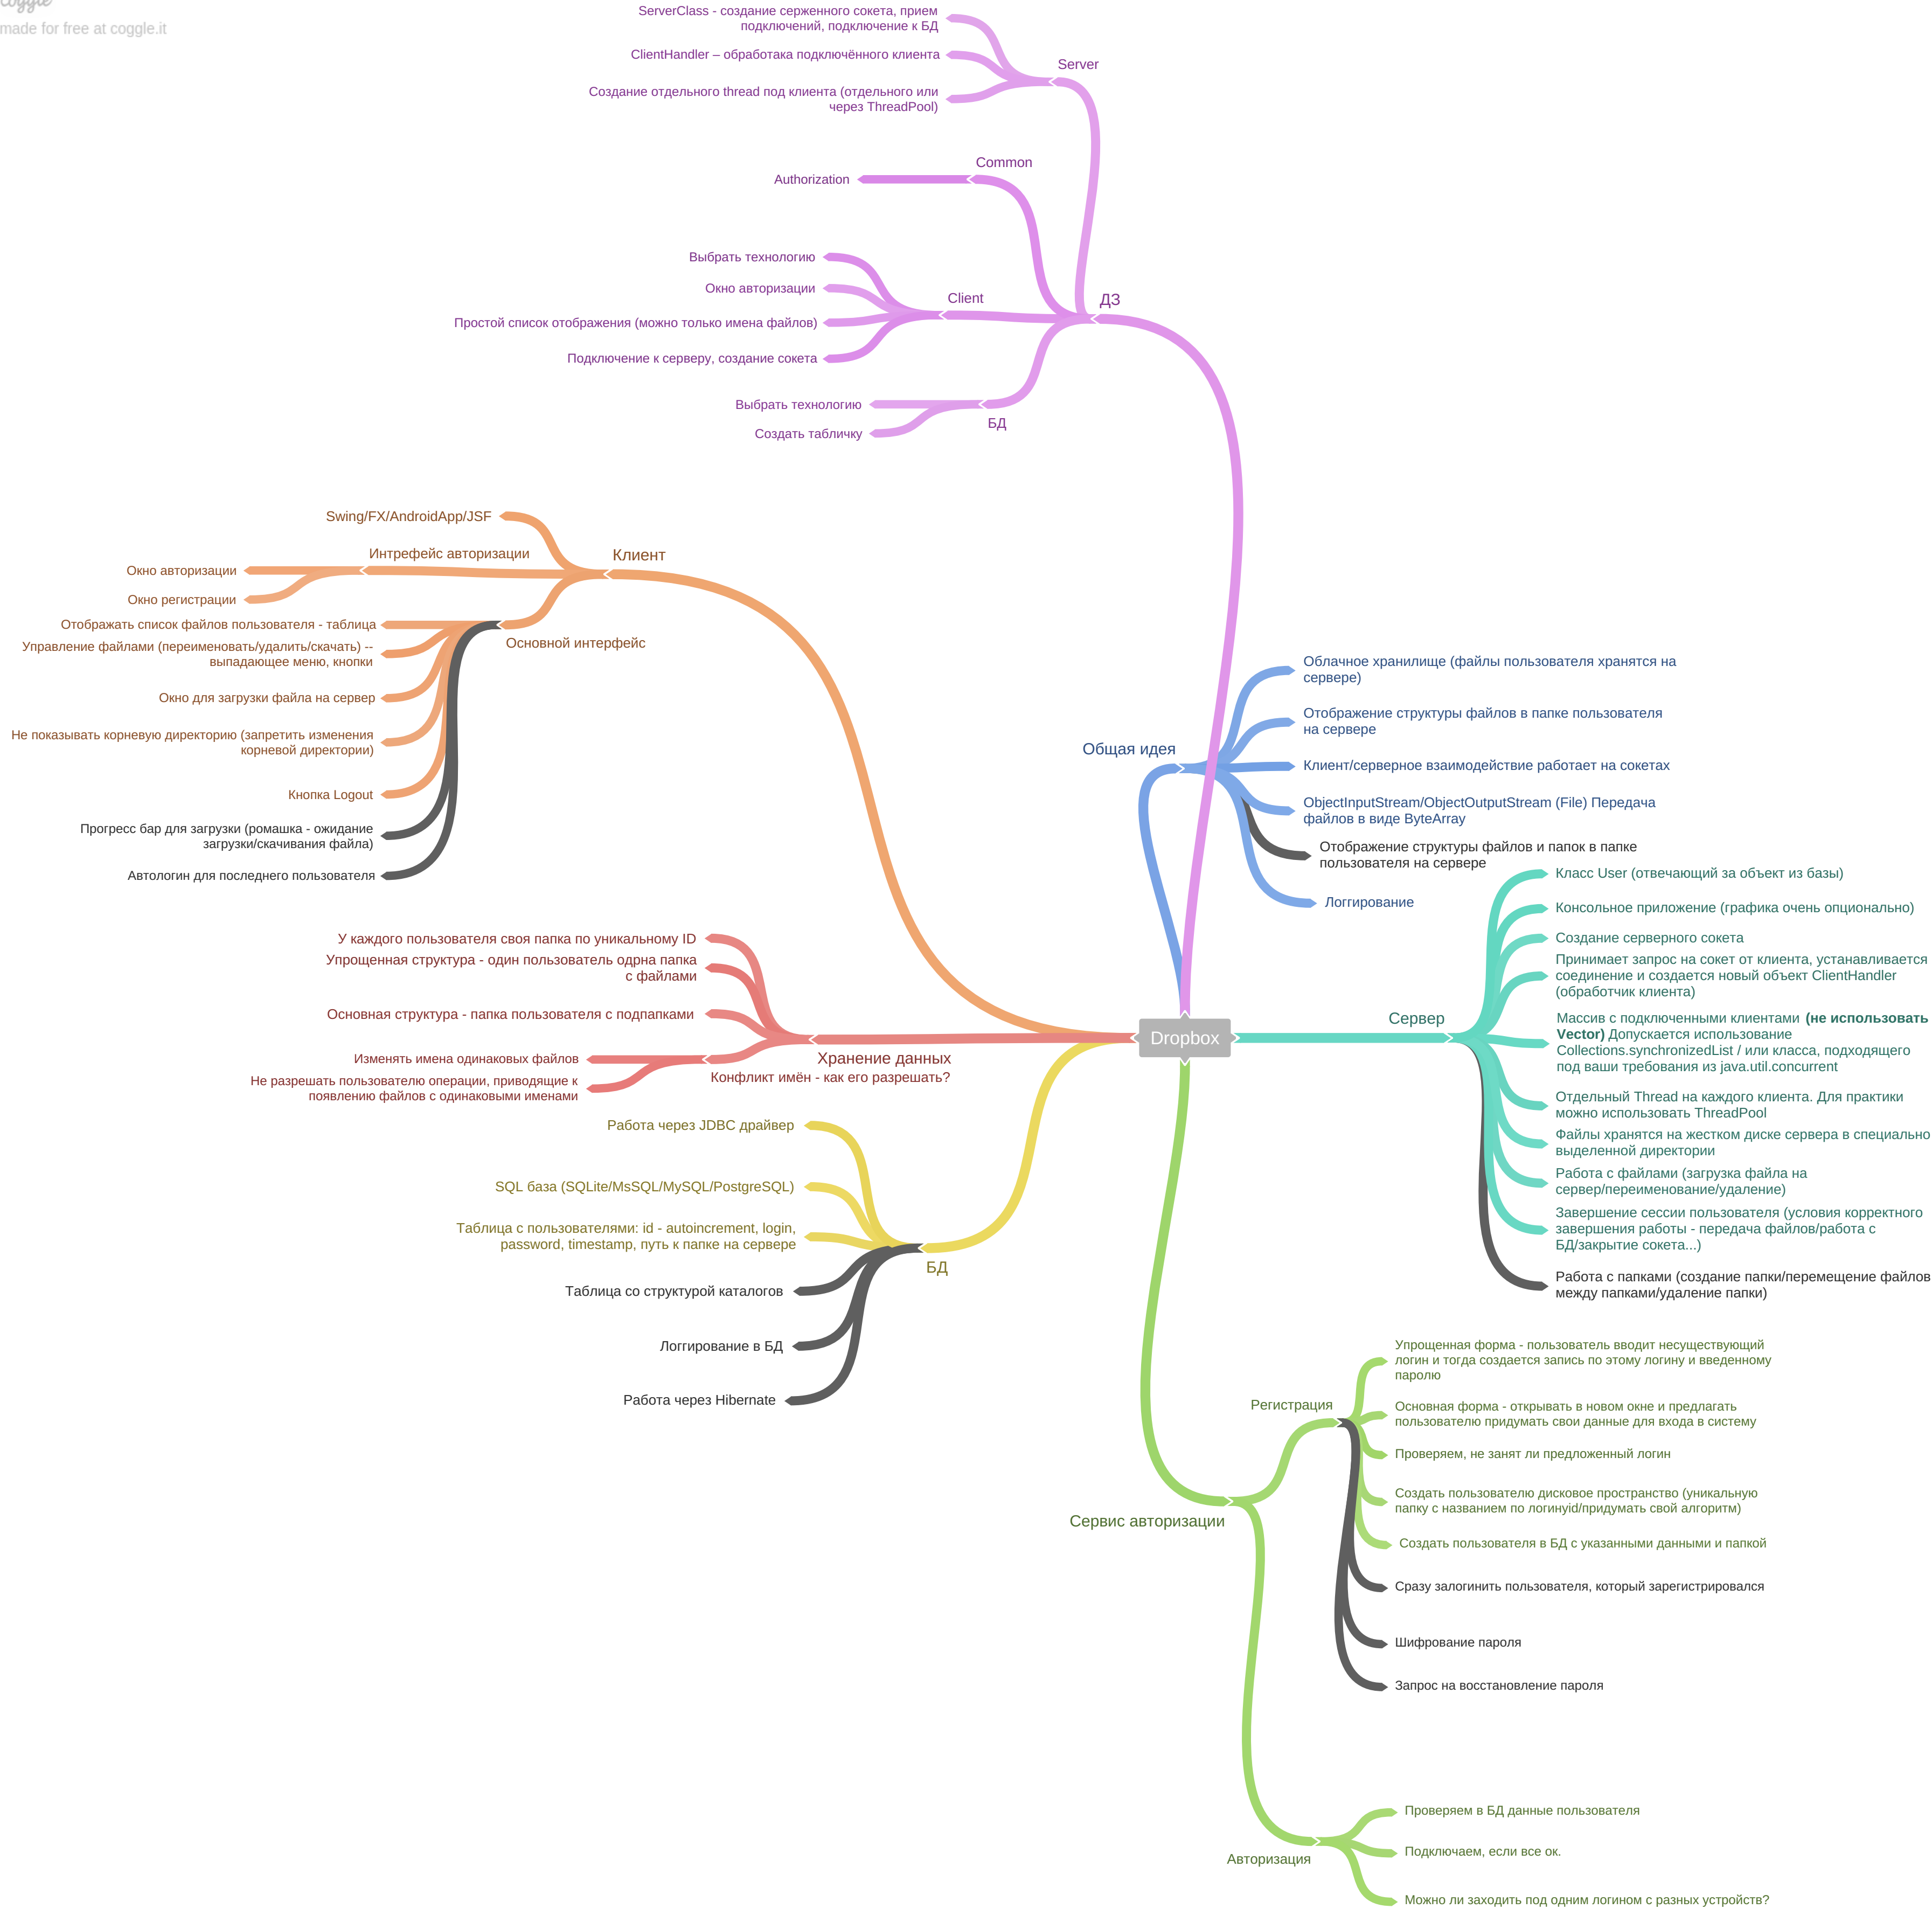 coggle
made for free at coggle.it
ServerClass - создание серженного сокета, прием
подключений, подключение к БД
ClientHandler – обработака подключённого клиента
Создание отдельного thread под клиента (отдельного или
через ThreadPool)
Server
Common
Authorization
Выбрать технологию
Окно авторизации
Простой список отображения (можно только имена файлов)
Подключение к серверу, создание сокета
Client
ДЗ
Выбрать технологию
Создать табличку
БД
Swing/FX/AndroidApp/JSF
Интрефейс авторизации
Клиент
Окно авторизации
Окно регистрации
Отображать список файлов пользователя - таблица
Управление файлами (переименовать/удалить/скачать) --
выпадающее меню, кнопки
Основной интерфейс
Окно для загрузки файла на сервер
Не показывать корневую директорию (запретить изменения
корневой директории)
Кнопка Logout
Прогресс бар для загрузки (ромашка - ожидание
загрузки/скачивания файла)
Автологин для последнего пользователя
Общая идея
Облачное хранилище (файлы пользователя хранятся на
сервере)
Отображение структуры файлов в папке пользователя
на сервере
Клиент/серверное взаимодействие работает на сокетах
ObjectInputStream/ObjectOutputStream (File) Передача
файлов в виде ByteArray
Отображение структуры файлов и папок в папке
пользователя на сервере
Логгирование
У каждого пользователя своя папка по уникальному ID
Упрощенная структура - один пользователь одрна папка
с файлами
Основная структура - папка пользователя с подпапками
Изменять имена одинаковых файлов
Не разрешать пользователю операции, приводящие к
появлению файлов с одинаковыми именами
Хранение данных
Конфликт имён - как его разрешать?
Dropbox
Сервер
Класс User (отвечающий за объект из базы)
Консольное приложение (графика очень опционально)
Создание серверного сокета
Принимает запрос на сокет от клиента, устанавливается
соединение и создается новый объект ClientHandler
(обработчик клиента)
Массив с подключенными клиентами (не использовать
Vector) Допускается использование
Collections.synchronizedList / или класса, подходящего
под ваши требования из java.util.concurrent
Отдельный Thread на каждого клиента. Для практики
можно использовать ThreadPool
Файлы хранятся на жестком диске сервера в специально
выделенной директории
Работа с файлами (загрузка файла на
сервер/переименование/удаление)
Завершение сессии пользователя (условия корректного
завершения работы - передача файлов/работа с
БД/закрытие сокета...)
Работа с папками (создание папки/перемещение файлов
между папками/удаление папки)
Работа через JDBC драйвер
SQL база (SQLite/MsSQL/MySQL/PostgreSQL)
Таблица с пользователями: id - autoincrement, login,
password, timestamp, путь к папке на сервере
БД
Таблица со структурой каталогов
Логгирование в БД
Работа через Hibernate
Сервис авторизации
Регистрация
Упрощенная форма - пользователь вводит несуществующий
логин и тогда создается запись по этому логину и введенному
паролю
Основная форма - открывать в новом окне и предлагать
пользователю придумать свои данные для входа в систему
Проверяем, не занят ли предложенный логин
Создать пользователю дисковое пространство (уникальную
папку с названием по логинуid/придумать свой алгоритм)
Создать пользователя в БД с указанными данными и папкой
Сразу залогинить пользователя, который зарегистрировался
Шифрование пароля
Запрос на восстановление пароля
Авторизация
Проверяем в БД данные пользователя
Подключаем, если все ок.
Можно ли заходить под одним логином с разных устройств?